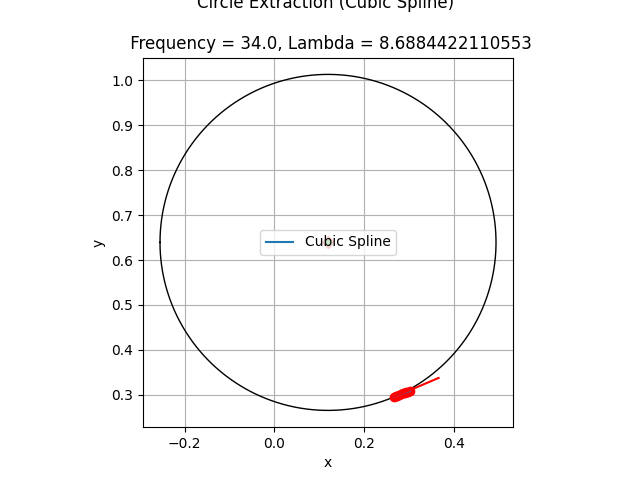 Circle Extraction (Cubic Spline)
Frequency = 34.0, Lambda = 8.6884422110553
1.0
0.9
0.8
0.7
0.6
0.5
0.4
0.3
y
Cubic Spline
−0.2 0.0 0.2 0.4
x